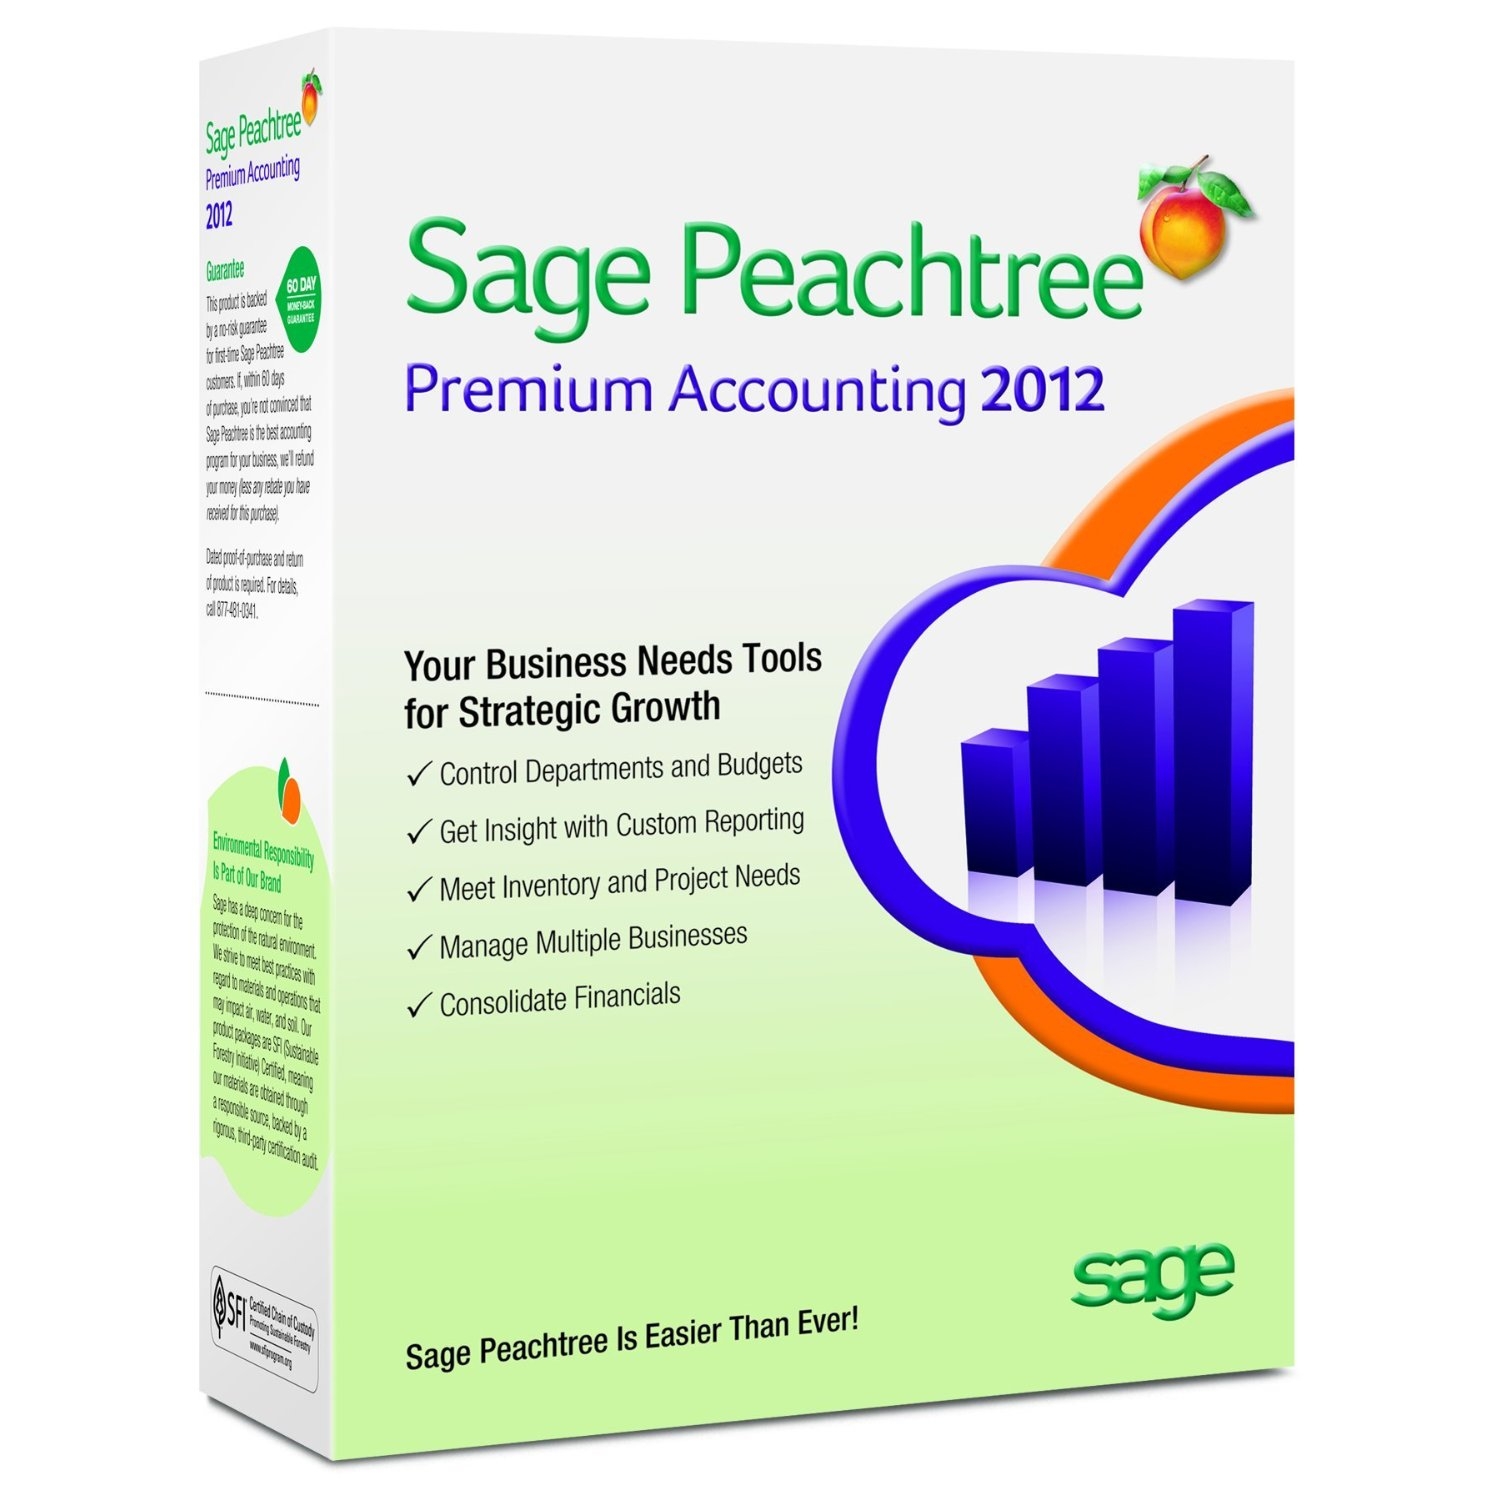 Sage Peachtree
Premium Accounting
2012
Guarantee
60 DAY
MONEY-BACK
GUARANTEE
This product is backed
by a no-risk guarantee
for first-time Sage Peachtree
customers. If, within 60 days
of purchase, you're not convinced that
Sage Peachtree is the best accounting
program for your business, we'll refund
your money (less any rebate you have
received for this purchase).
Dated proof-of-purchase and return
of product is required. For details,
call 877-481-0341.
Environmental Responsibility
Is Part of Our Brand
Sage has a deep concern for the
protection of the natural environment.
We strive to meet best practices with
regard to materials and operations that
may impact air, water, and soil. Our
product packages are SFI (Sustainable
Forestry Initiative) Certified, meaning
our materials are obtained through
a responsible source, backed by a
rigorous, third-party certification audit.
SFI
Certified Chain of Custody
Promoting Sustainable Forestry
www.sfiprogram.org
Sage Peachtree
Premium Accounting 2012
Your Business Needs Tools
for Strategic Growth
✓ Control Departments and Budgets
✓ Get Insight with Custom Reporting
✓ Meet Inventory and Project Needs
✓ Manage Multiple Businesses
✓ Consolidate Financials
sage
Sage Peachtree Is Easier Than Ever!